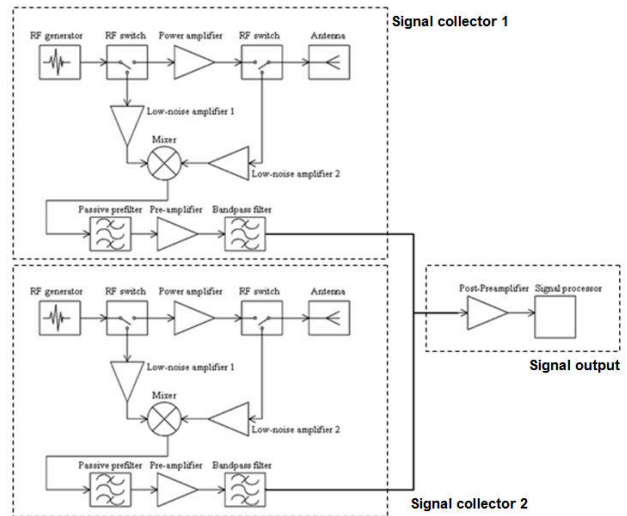 Signal collector 1
RF generator RF switch Power amplifier RF switch Antenna
Low-noise amplifier 1
Mixer
Low-noise amplifier 2
Passive prefilter Pre-amplifier Bandpass filter
RF generator RF switch Power amplifier RF switch Antenna
Low-noise amplifier 1
Mixer
Low-noise amplifier 2
Passive prefilter Pre-amplifier Bandpass filter
Signal collector 2
Post-Preamplifier Signal processor
Signal output